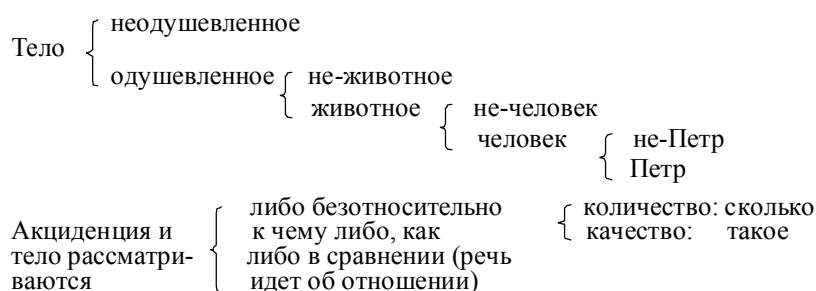 неодушевленное
Тело
одушевленное не-животное
животное не-человек
человек не-Петр
Петр
либо безотносительно количество: сколько
Акциденция и к чему либо, как качество: такое
тело рассматри- либо в сравнении (речь
ваются идет об отношении)